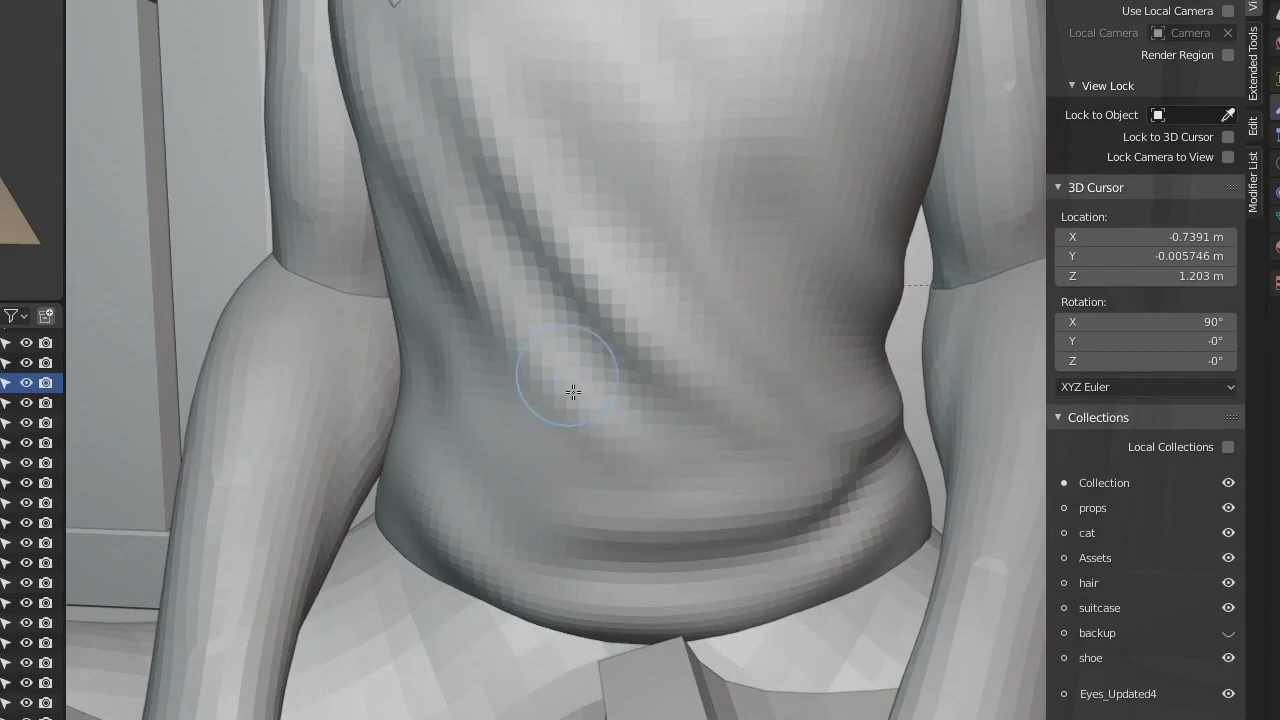 Use Local Camera
Local Camera Camera
Render Region
View Lock
Lock to Object
Lock to 3D Cursor
Lock Camera to View
3D Cursor
Location:
X -0.7391 m
Y -0.005746 m
Z 1.203 m
Rotation:
X 90°
Y -0°
Z -0°
XYZ Euler
Collections
Local Collections
Collection
props
cat
Assets
hair
suitcase
backup
shoe
Eyes_Updated4
Vi
Extended Tools
Edit
Modifier List